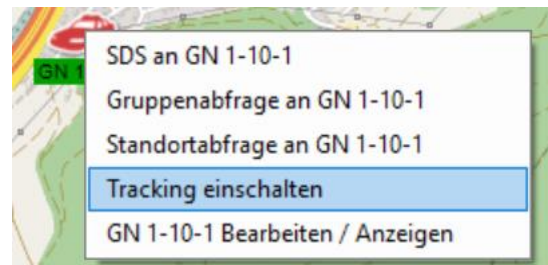 SDS an GN 1-10-1
GN 1
Gruppenabfrage an GN 1-10-1
Standortabfrage an GN 1-10-1
Tracking einschalten
GN 1-10-1 Bearbeiten / Anzeigen